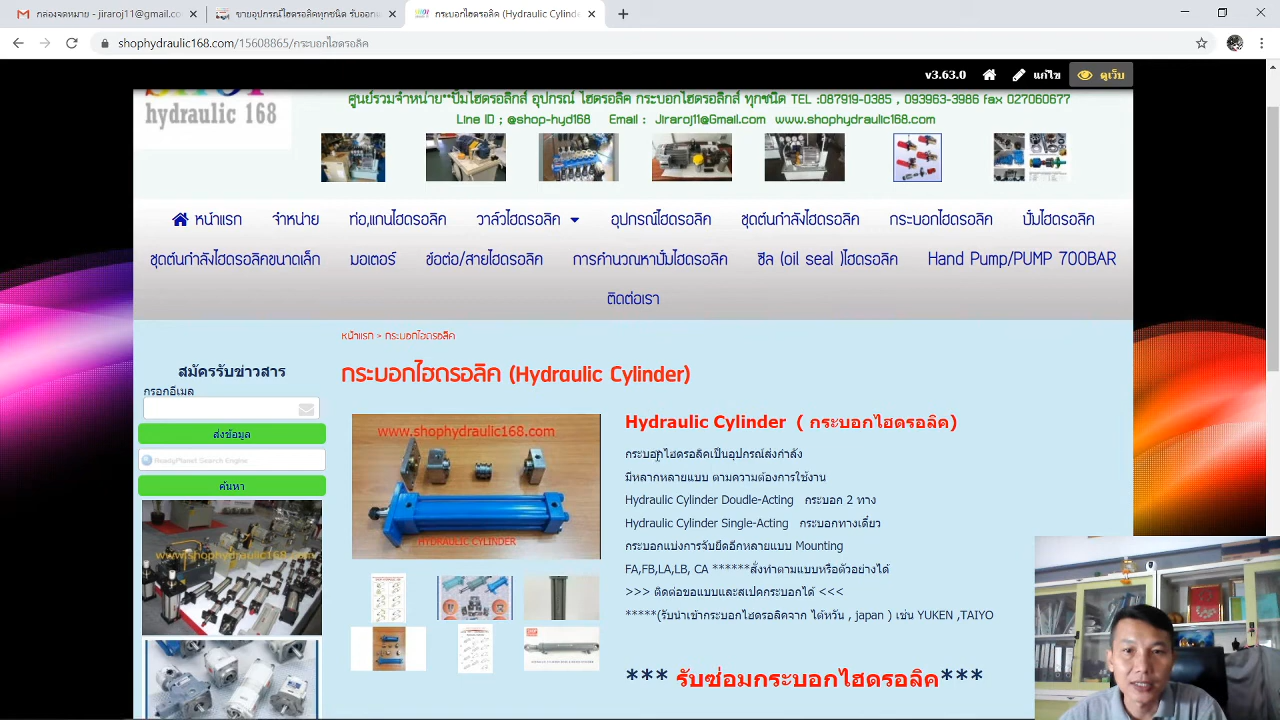 กล่องจดหมาย - jiraroj11@gmail.c
ขายอุปกรณ์ไฮดรอลิคทุกชนิด รับออกแ
กระบอกไฮดรอลิค (Hydraulic Cylinde
shophydraulic168.com/15608865/กระบอกไฮดรอลิค
v3.63.0 แก้ไข ดูเว็บ
hydraulic 168
ศูนย์รวมจำหน่าย**ปั๊มไฮดรอลิกส์ อุปกรณ์ ไฮดรอลิค กระบอกไฮดรอลิกส์ ทุกชนิด TEL :087919-0385 , 093963-3986 fax 027060677
Line ID ; @shop-hyd168 Email : Jiraroj11@Gmail.com www.shophydraulic168.com
หน้าแรก จำหน่าย ท่อ,แกนไฮดรอลิค วาล์วไฮดรอลิค อุปกรณ์ไฮดรอลิค ชุดต้นกำลังไฮดรอลิค กระบอกไฮดรอลิค ปั๊มไฮดรอลิค
ชุดต้นกำลังไฮดรอลิคขนาดเล็ก มอเตอร์ ข้อต่อ/สายไฮดรอลิค การคำนวณหาปั๊มไฮดรอลิค ซีล (oil seal )ไฮดรอลิค Hand Pump/PUMP 700BAR
ติดต่อเรา
หน้าแรก > กระบอกไฮดรอลิค
สมัครรับข่าวสาร
กรอกอีเมล
ส่งข้อมูล
ReadyPlanet Search Engine
ค้นหา
www.shophydraulic168.com
กระบอกไฮดรอลิค (Hydraulic Cylinder)
www.shophydraulic168.com
HYDRAULIC CYLINDER
Hydraulic Cylinder ( กระบอกไฮดรอลิค)
กระบอกไฮดรอลิคเป็นอุปกรณ์ส่งกำลัง
มีหลากหลายแบบ ตามความต้องการใช้งาน
Hydraulic Cylinder Doudle-Acting กระบอก 2 ทาง
Hydraulic Cylinder Single-Acting กระบอกทางเดี่ยว
กระบอกแบ่งการจับยึดอีกหลายแบบ Mounting
FA,FB,LA,LB, CA ******สั่งทำตามแบบหรือตัวอย่างได้
>>> ติดต่อขอแบบและสเปคกระบอกได้ <<<
*****(รับนำเข้ากระบอกไฮดรอลิคจาก ไต้หวัน , japan ) เช่น YUKEN ,TAIYO
*** รับซ่อมกระบอกไฮดรอลิค***